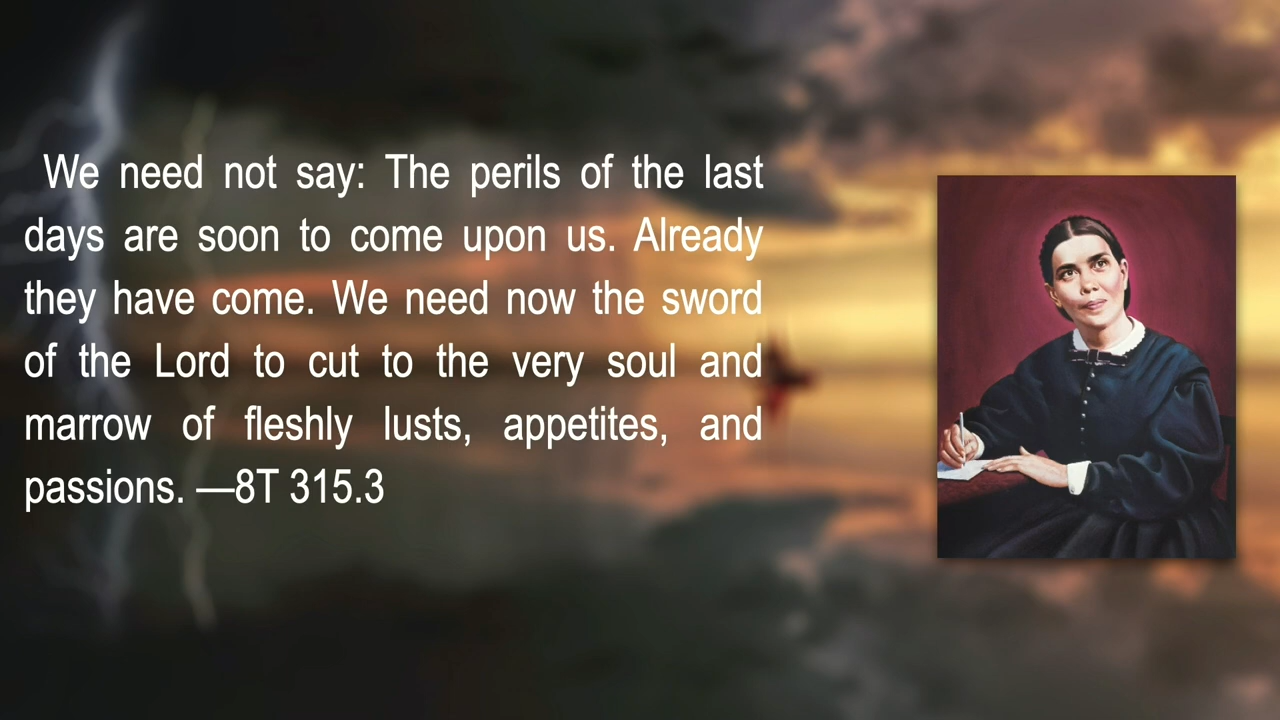 We need not say: The perils of the last
days are soon to come upon us. Already
they have come. We need now the sword
of the Lord to cut to the very soul and
marrow of fleshly lusts, appetites, and
passions. —8T 315.3